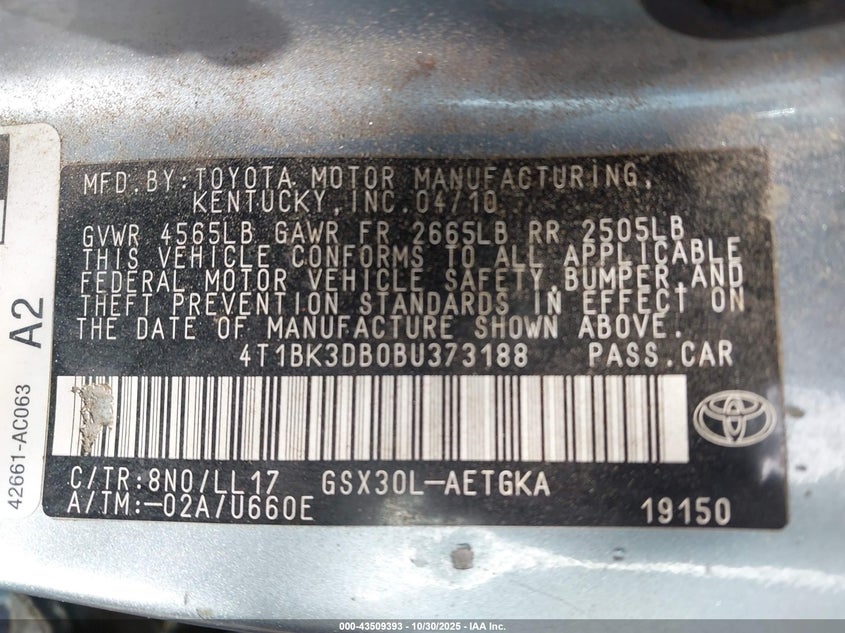 MFD. BY: TOYOTA MOTOR MANUFACTURING,
KENTUCKY, INC. 04/10
GVWR 4565LB GAWR FR 2665LB RR 2505LB
THIS VEHICLE CONFORMS TO ALL APPLICABLE
FEDERAL MOTOR VEHICLE SAFETY, BUMPER, AND
THEFT PREVENTION STANDARDS IN EFFECT ON
THE DATE OF MANUFACTURE SHOWN ABOVE.
4T1BK3DB0BU373188 PASS.CAR
C/TR:8N0/LL17 GSX30L-AETGKA
A/TM:-02A/U660E 19150
42661-AC063 A2
000-43509393 | 10/30/2025 | IAA Inc.